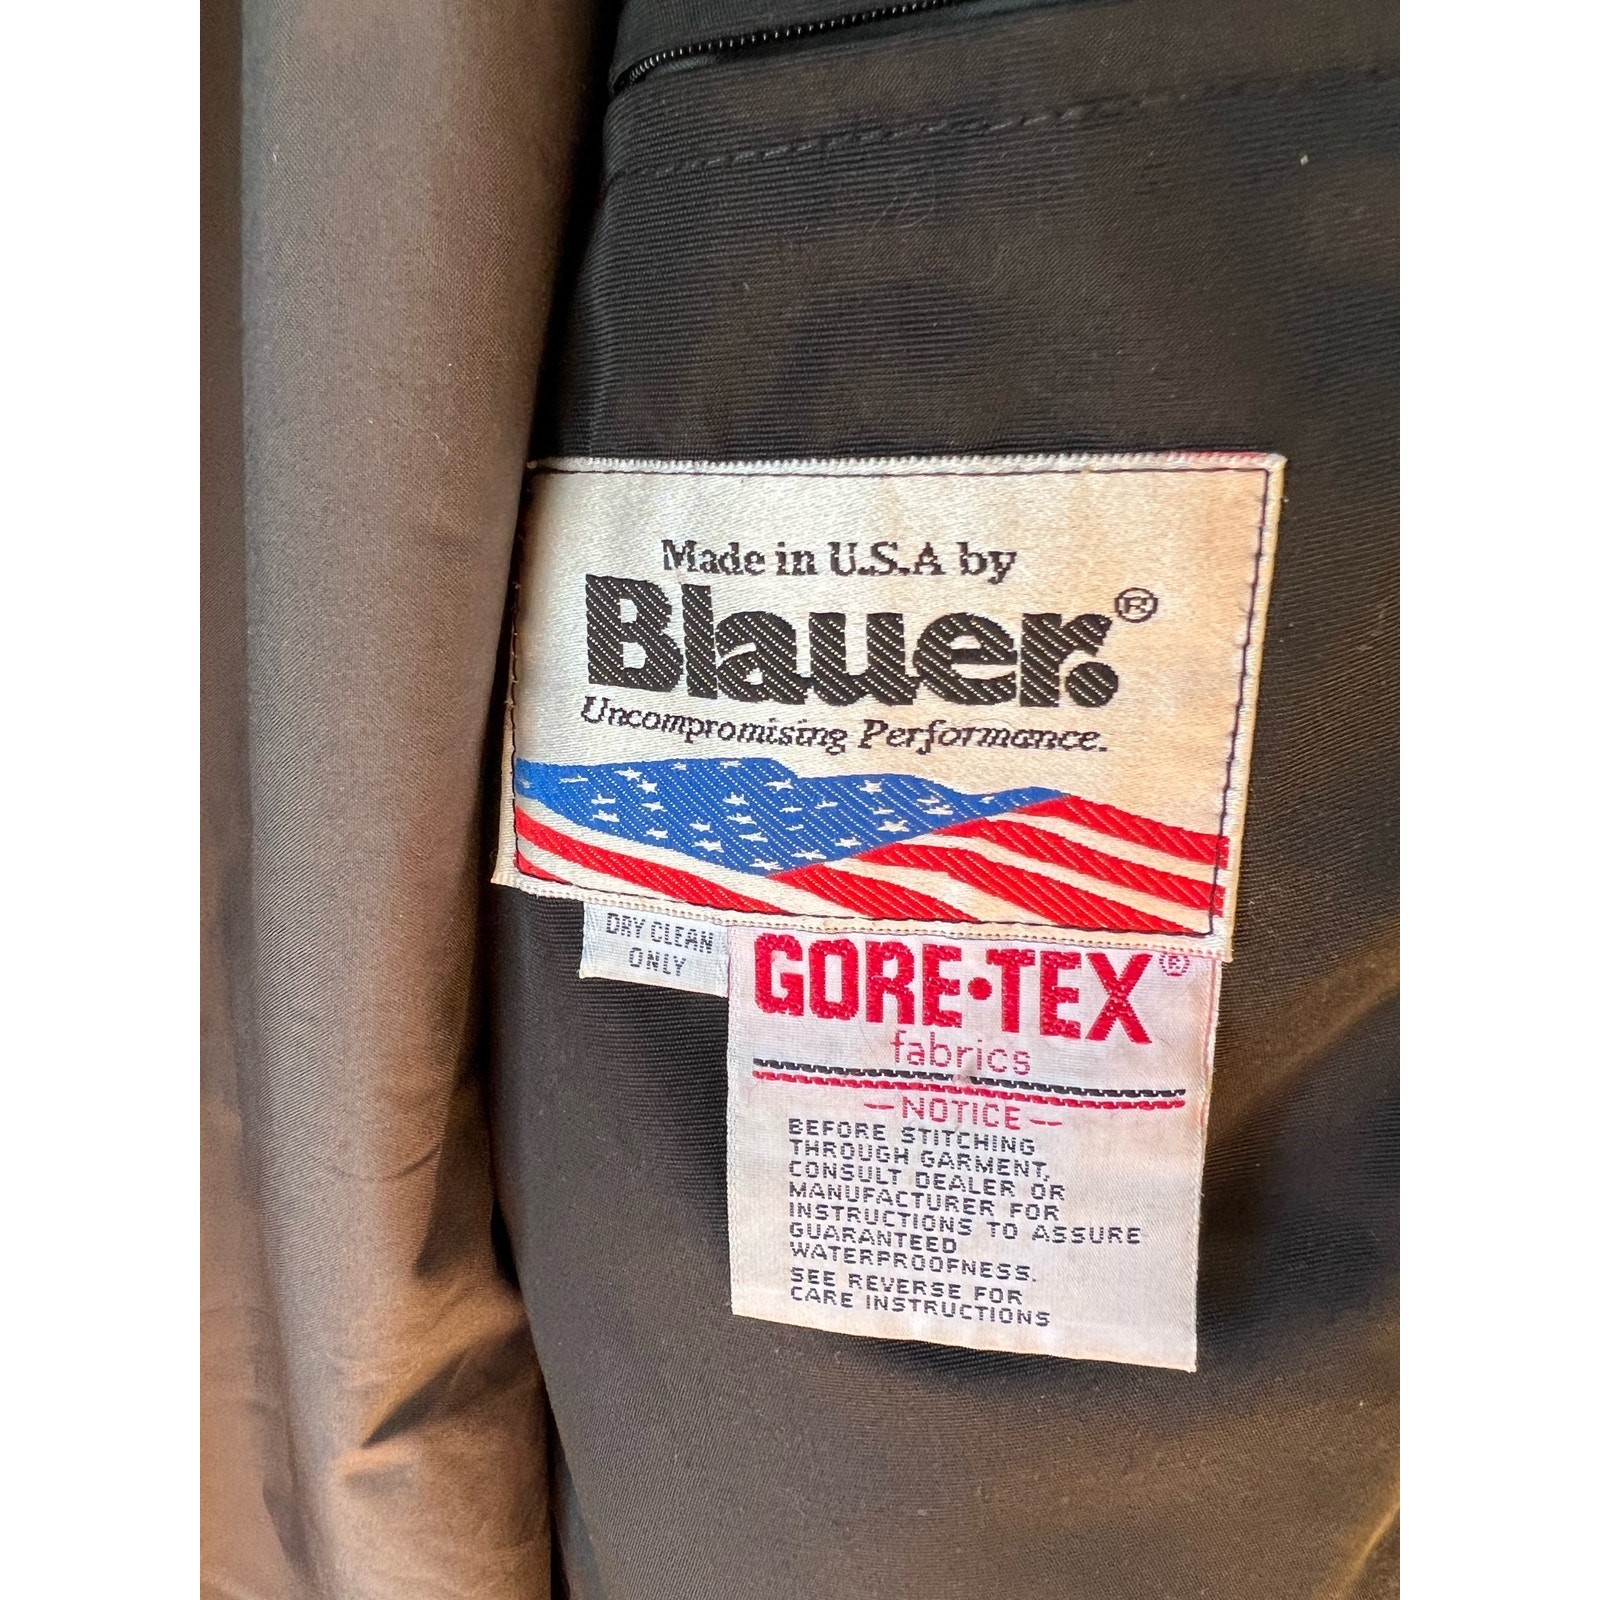 Made in U.S.A by
Blauer.®
Uncompromising Performance.
DRY CLEAN
ONLY
GORE•TEX®
fabrics
—NOTICE—
BEFORE STITCHING
THROUGH GARMENT,
CONSULT DEALER OR
MANUFACTURER FOR
INSTRUCTIONS TO ASSURE
GUARANTEED
WATERPROOFNESS.
SEE REVERSE FOR
CARE INSTRUCTIONS